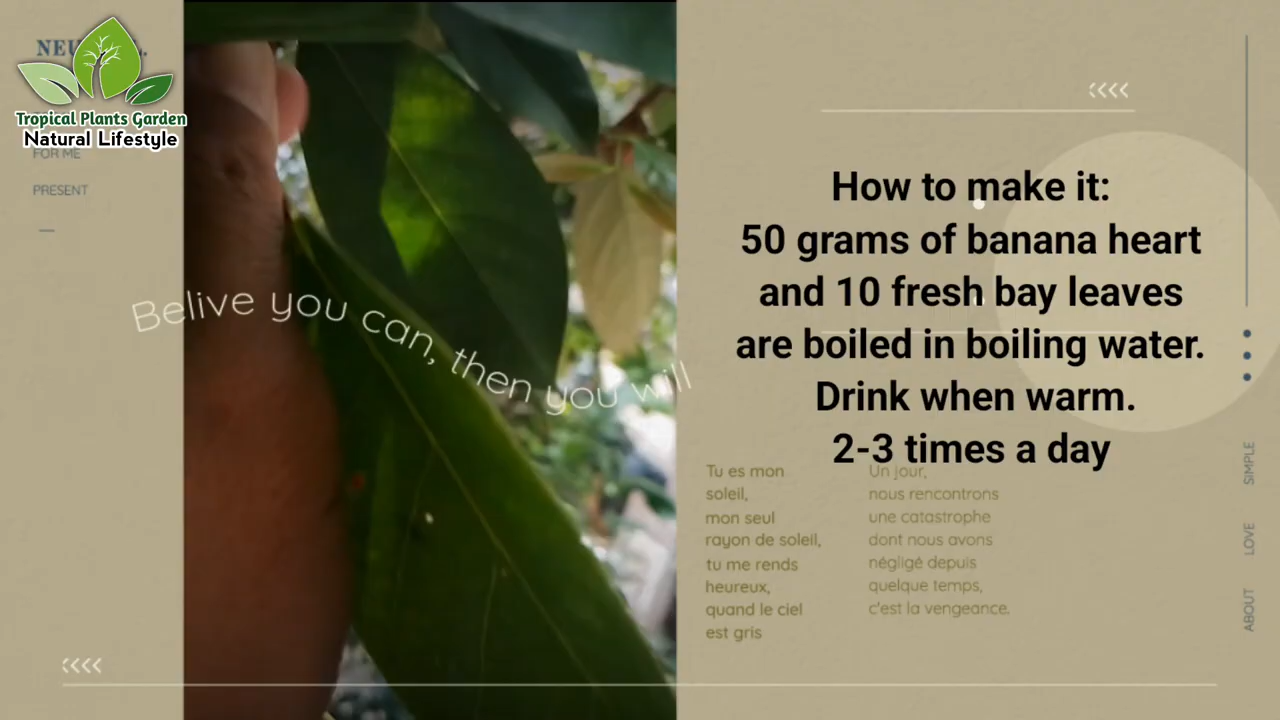 Tropical Plants Garden
Natural Lifestyle
FOR ME
PRESENT
Belive you can, then you will
How to make it:
50 grams of banana heart
and 10 fresh bay leaves
are boiled in boiling water.
Drink when warm.
2-3 times a day
Tu es mon
soleil,
mon seul
rayon de soleil,
tu me rends
heureux,
quand le ciel
est gris
Un jour,
nous rencontrons
une catastrophe
dont nous avons
négligé depuis
quelque temps,
c'est la vengeance.
SIMPLE
LOVE
ABOUT